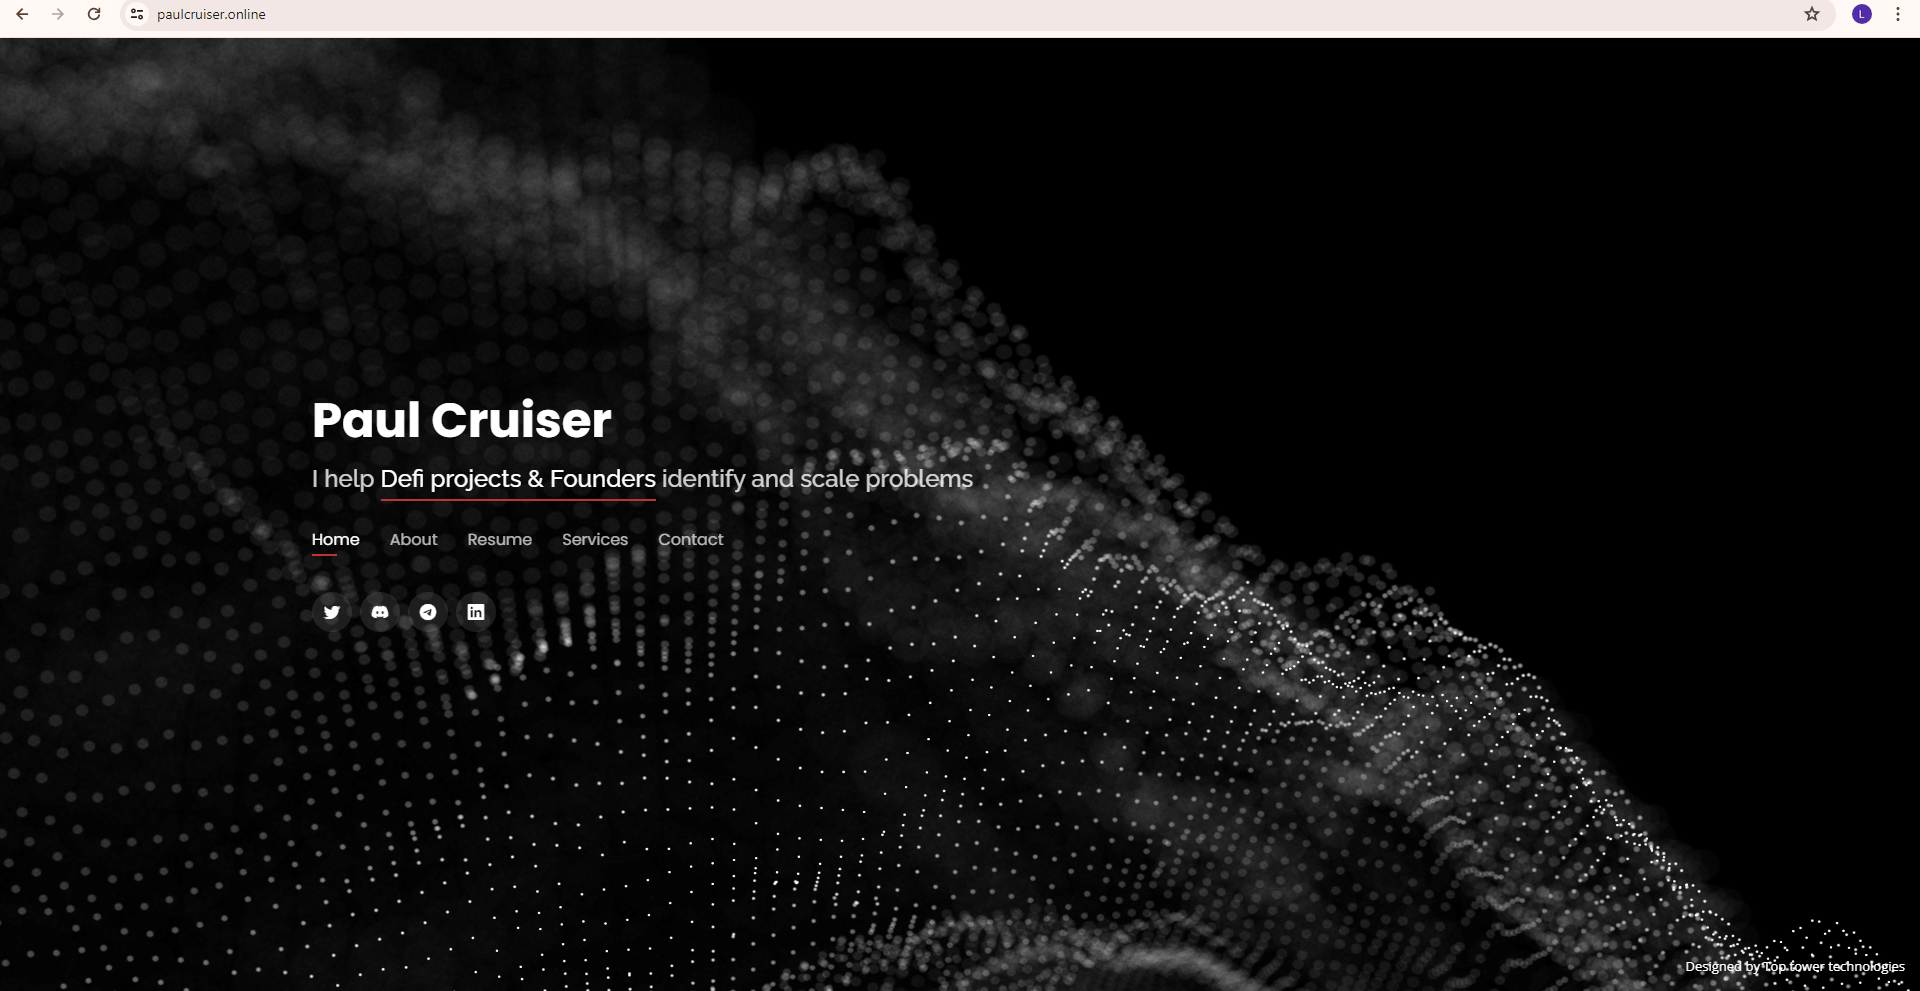 paulcruiser.online
L
Paul Cruiser
I help Defi projects & Founders identify and scale problems
Home About Resume Services Contact
in
Designed by Top tower technologies